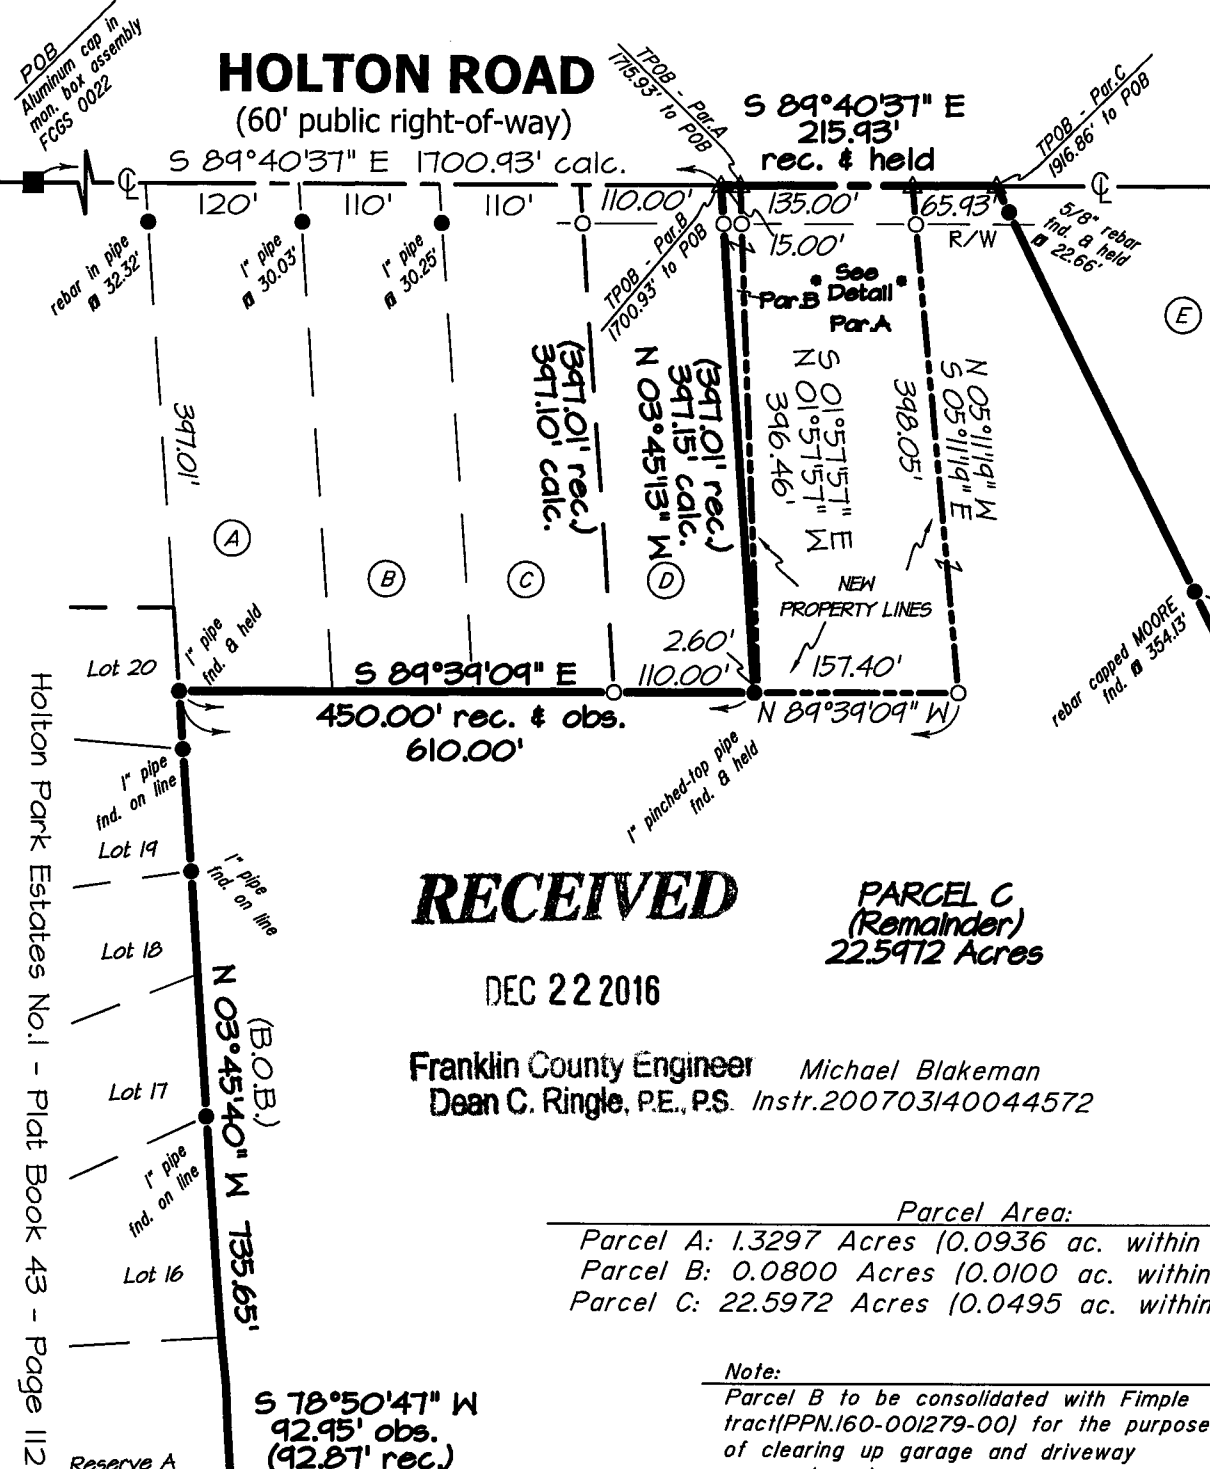 POB
Aluminum cap in
mon. box assembly
FCGS 0022
HOLTON ROAD
(60' public right-of-way)
S 89°40'37" E 1700.93' calc.
TPOB - Par.A
1715.93' to POB
S 89°40'37" E
215.93'
rec. & held
TPOB - Par.C
1916.86' to POB
CL
CL
120'
110'
110'
110.00'
135.00'
65.93'
15.00'
R/W
rebar in pipe
@ 32.32'
1" pipe
@ 30.03'
1" pipe
@ 30.25'
TPOB - Par.B
1700.93' to POB
5/8" rebar
fnd. & held
@ 22.66'
Par.B
* See *
Detail
Par.A
E
397.01'
(397.01' rec.)
397.10' calc.
(397.01' rec.)
397.15' calc.
N 03°45'13" W
S 01°57'57" E
N 01°57'57" W
396.46'
398.05'
N 05°11'19" W
S 05°11'19" E
A
B
C
D
NEW
PROPERTY LINES
2.60'
110.00'
157.40'
N 89°39'09" W
rebar capped MOORE
fnd. @ 354.13'
Lot 20
1" pipe
fnd. & held
S 89°39'09" E
450.00' rec. & obs.
610.00'
1" pinched-top pipe
fnd. & held
1" pipe
fnd. on line
Lot 19
1" pipe
fnd. on line
Lot 18
Holton Park Estates No.1 - Plat Book 43 - Page 112
RECEIVED
DEC 22 2016
Franklin County Engineer
Dean C. Ringle, P.E., P.S.
PARCEL C
(Remainder)
22.5972 Acres
Michael Blakeman
Instr.200703140044572
(B.O.B.)
N 03°45'40" W 735.65'
Lot 17
1" pipe
fnd. on line
Lot 16
Parcel Area:
Parcel A: 1.3297 Acres (0.0936 ac. within
Parcel B: 0.0800 Acres (0.0100 ac. within
Parcel C: 22.5972 Acres (0.0495 ac. within
Note:
Parcel B to be consolidated with Fimple
tract(PPN.160-001279-00) for the purpose
of clearing up garage and driveway
S 78°50'47" W
92.95' obs.
(92.87' rec.)
Reserve A